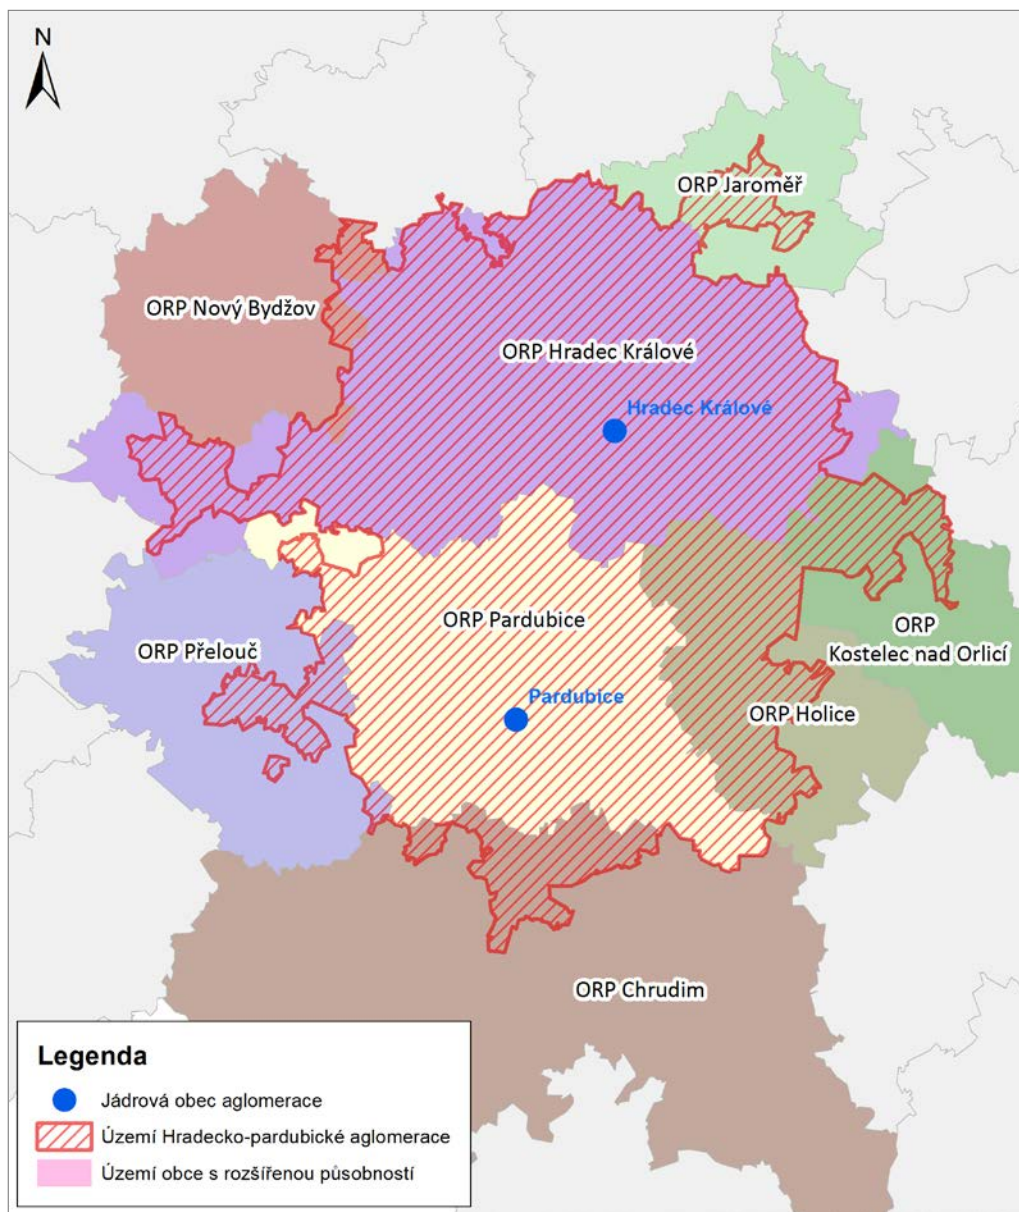 N
ORP Jaroměř
ORP Nový Bydžov
ORP Hradec Králové
Hradec Králové
ORP Pardubice
ORP
Kostelec nad Orlicí
ORP Přelouč
Pardubice
ORP Holice
ORP Chrudim
Legenda
Jádrová obec aglomerace
Území Hradecko-pardubické aglomerace
Území obce s rozšířenou působností